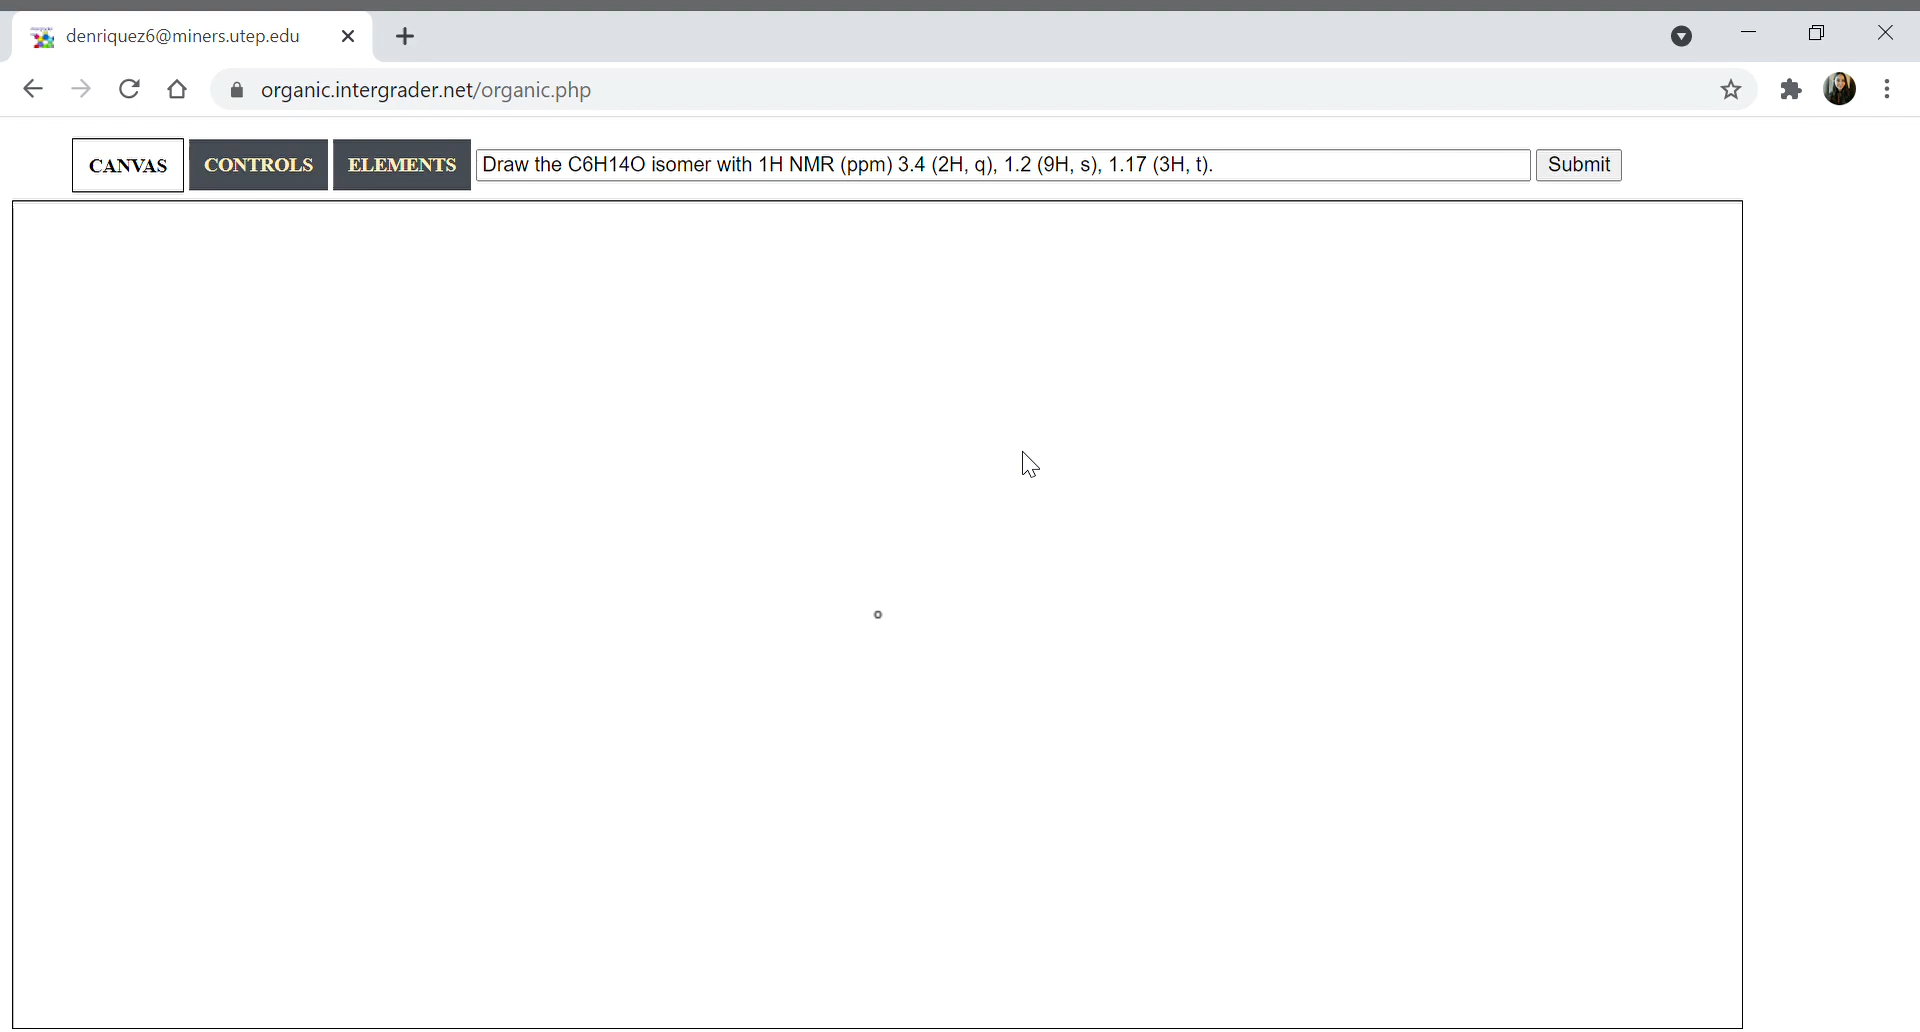 denriquez6@miners.utep.edu
organic.intergrader.net/organic.php
CANVAS CONTROLS ELEMENTS Draw the C6H14O isomer with 1H NMR (ppm) 3.4 (2H, q), 1.2 (9H, s), 1.17 (3H, t). Submit